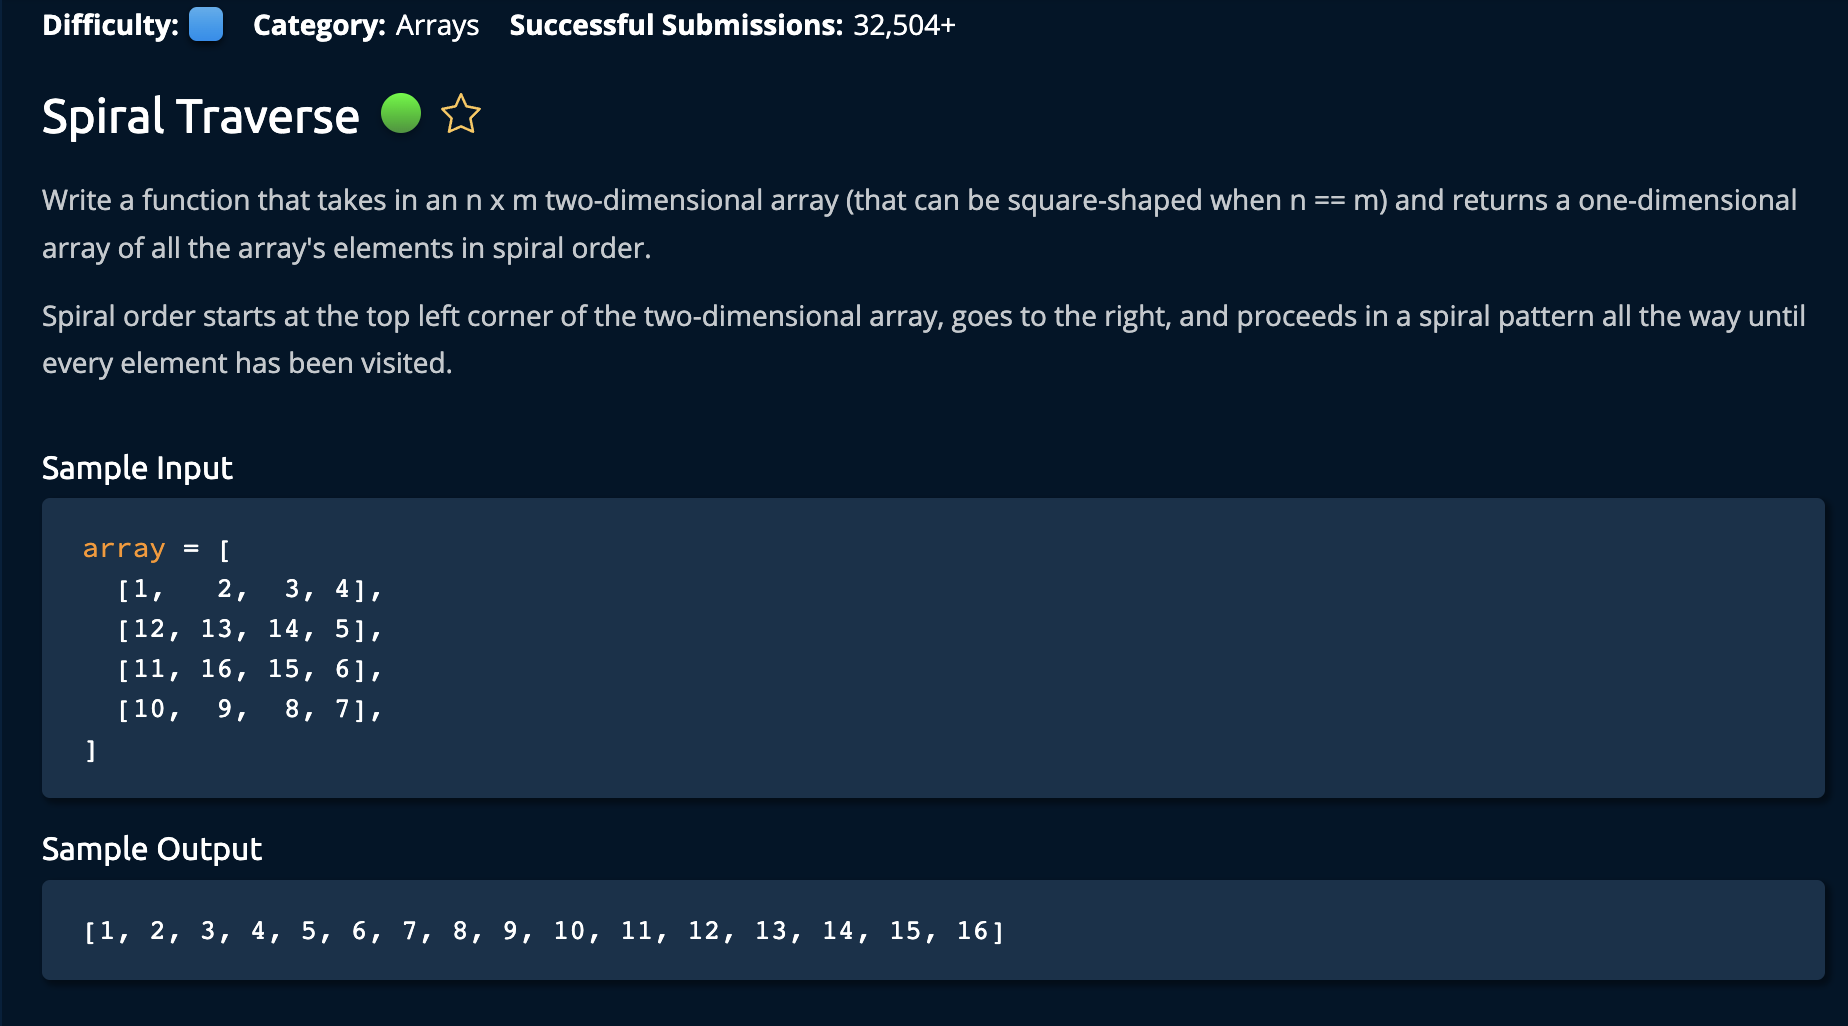 Difficulty: Category: Arrays Successful Submissions: 32,504+
Spiral Traverse
Write a function that takes in an n x m two-dimensional array (that can be square-shaped when n == m) and returns a one-dimensional
array of all the array's elements in spiral order.
Spiral order starts at the top left corner of the two-dimensional array, goes to the right, and proceeds in a spiral pattern all the way until
every element has been visited.
Sample Input
array = [
  [1,   2,  3, 4],
  [12, 13, 14, 5],
  [11, 16, 15, 6],
  [10,  9,  8, 7],
]
Sample Output
[1, 2, 3, 4, 5, 6, 7, 8, 9, 10, 11, 12, 13, 14, 15, 16]